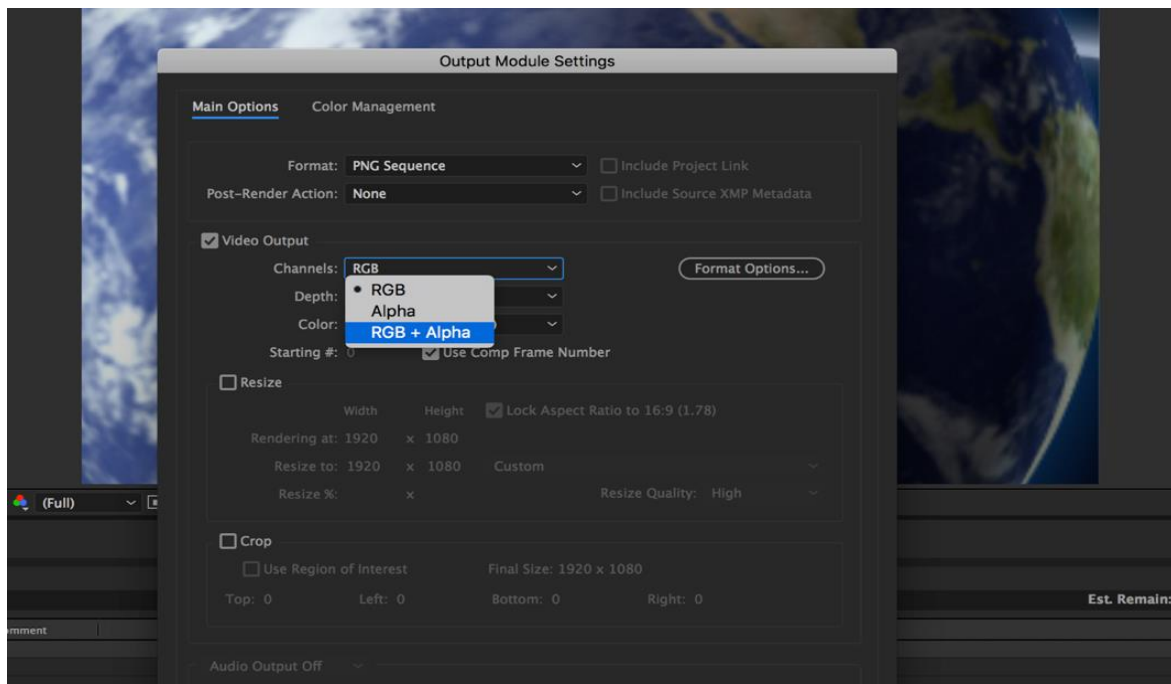 Output Module Settings
Main Options Color Management
Format: PNG Sequence Include Project Link
Post-Render Action: None Include Source XMP Metadata
Video Output
Channels: RGB Format Options...
Depth: RGB
Alpha
Color: RGB + Alpha
Starting #: 0 Use Comp Frame Number
Resize
Width Height Lock Aspect Ratio to 16:9 (1.78)
Rendering at: 1920 x 1080
Resize to: 1920 x 1080 Custom
(Full) Resize %: x Resize Quality: High
Crop
Use Region of Interest Final Size: 1920 x 1080
Top: 0 Left: 0 Bottom: 0 Right: 0
Est. Remain:
omment
Audio Output Off